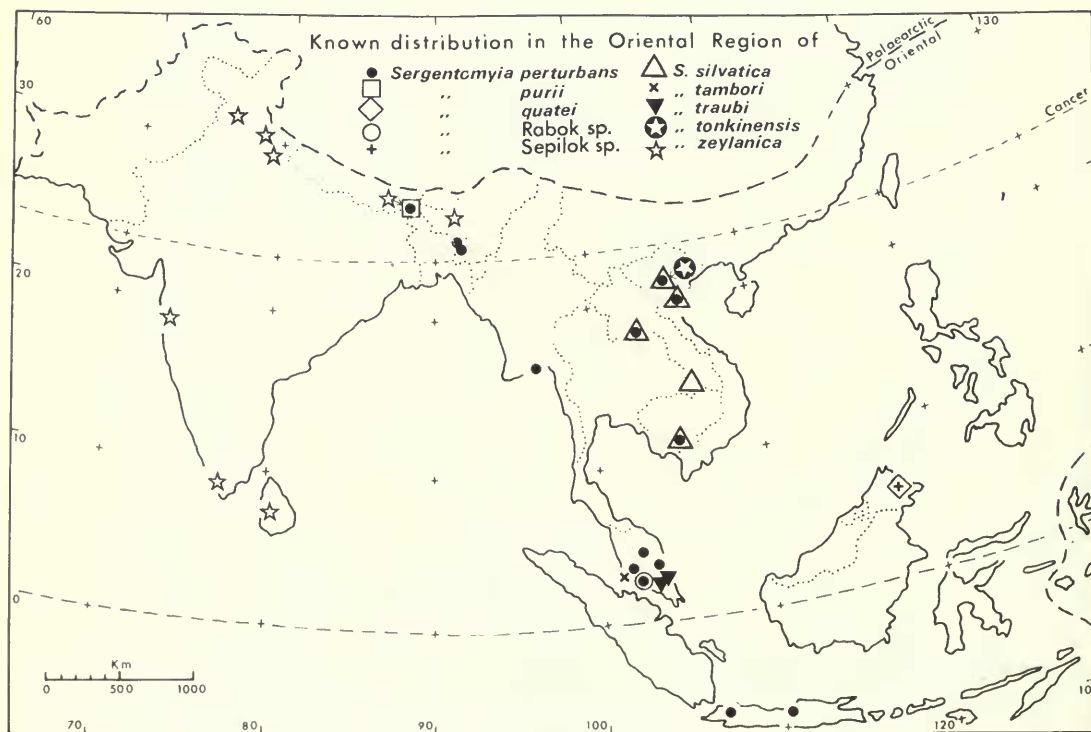 60
130
Palaearctic
Oriental
Known distribution in the Oriental Region of
Sergentcmyia perturbans
S. silvatica
,, purii
,, tambori
,, quatei
,, traubi
,, Rabok sp.
,, tonkinensis
,, Sepilok sp.
,, zeylanica
30
Cancer
20
10
0
Km
0 500 1000
10
70
80
90
100
120